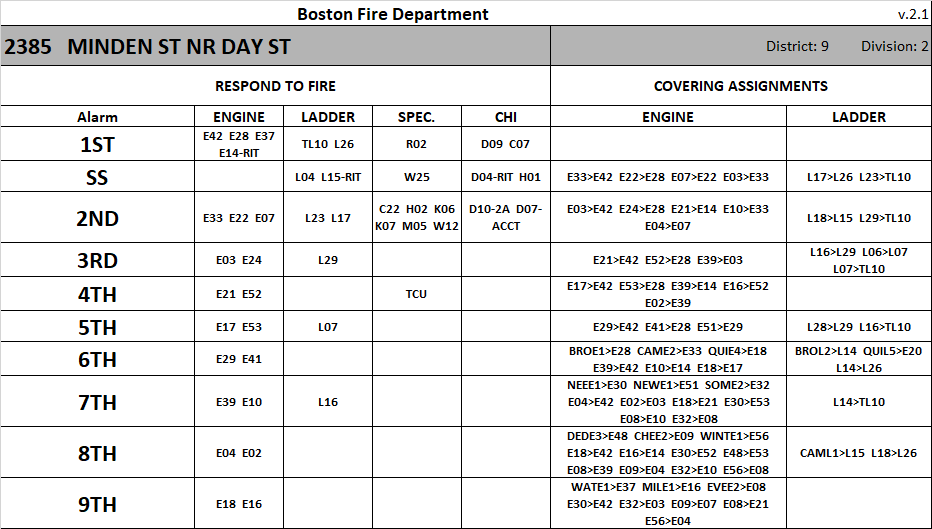 Boston Fire Department v.2.1
2385 MINDEN ST NR DAY ST District: 9 Division: 2
RESPOND TO FIRE COVERING ASSIGNMENTS
Alarm ENGINE LADDER SPEC. CHI ENGINE LADDER
1ST
E42 E28 E37
E14-RIT
TL10 L26
R02
D09 C07
SS
L04 L15-RIT
W25
D04-RIT H01
E33>E42 E22>E28 E07>E22 E03>E33
L17>L26 L23>TL10
2ND
E33 E22 E07
L23 L17
C22 H02 K06
K07 M05 W12
D10-2A D07-
ACCT
E03>E42 E24>E28 E21>E14 E10>E33
E04>E07
L18>L15 L29>TL10
3RD
E03 E24
L29
E21>E42 E52>E28 E39>E03
L16>L29 L06>L07
L07>TL10
4TH
E21 E52
TCU
E17>E42 E53>E28 E39>E14 E16>E52
E02>E39
5TH
E17 E53
L07
E29>E42 E41>E28 E51>E29
L28>L29 L16>TL10
6TH
E29 E41
BROE1>E28 CAME2>E33 QUIE4>E18
E39>E42 E10>E14 E18>E17
BROL2>L14 QUIL5>E20
L14>L26
7TH
E39 E10
L16
NEEE1>E30 NEWE1>E51 SOME2>E32
E04>E42 E02>E03 E18>E21 E30>E53
E08>E10 E32>E08
L14>TL10
8TH
E04 E02
DEDE3>E48 CHEE2>E09 WINTE1>E56
E18>E42 E16>E14 E30>E52 E48>E53
E08>E39 E09>E04 E32>E10 E56>E08
CAML1>L15 L18>L26
9TH
E18 E16
WATE1>E37 MILE1>E16 EVEE2>E08
E30>E42 E32>E03 E09>E07 E08>E21
E56>E04